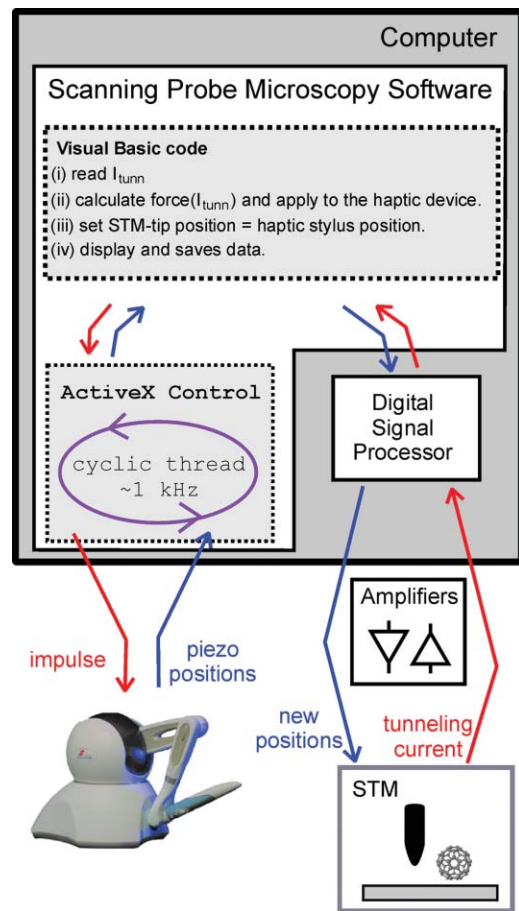 Computer
Scanning Probe Microscopy Software
Visual Basic code
(i) read Itunn
(ii) calculate force(Itunn) and apply to the haptic device.
(iii) set STM-tip position = haptic stylus position.
(iv) display and saves data.
ActiveX Control
cyclic thread
~1 kHz
Digital
Signal
Processor
Amplifiers
impulse
piezo
positions
new
positions
tunneling
current
STM